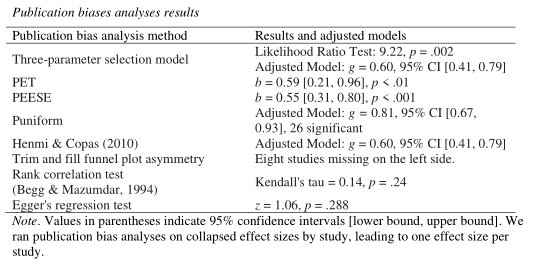 Publication biases analyses results
Publication bias analysis method Results and adjusted models
Three-parameter selection model Likelihood Ratio Test: 9.22, p = .002
Adjusted Model: g = 0.60, 95% CI [0.41, 0.79]
PET b = 0.59 [0.21, 0.96], p < .01
PEESE b = 0.55 [0.31, 0.80], p < .001
Puniform Adjusted Model: g = 0.81, 95% CI [0.67,
0.93], 26 significant
Henmi & Copas (2010) Adjusted Model: g = 0.60, 95% CI [0.41, 0.79]
Trim and fill funnel plot asymmetry Eight studies missing on the left side.
Rank correlation test
(Begg & Mazumdar, 1994) Kendall's tau = 0.14, p = .24
Egger's regression test z = 1.06, p = .288
Note. Values in parentheses indicate 95% confidence intervals [lower bound, upper bound]. We
ran publication bias analyses on collapsed effect sizes by study, leading to one effect size per
study.